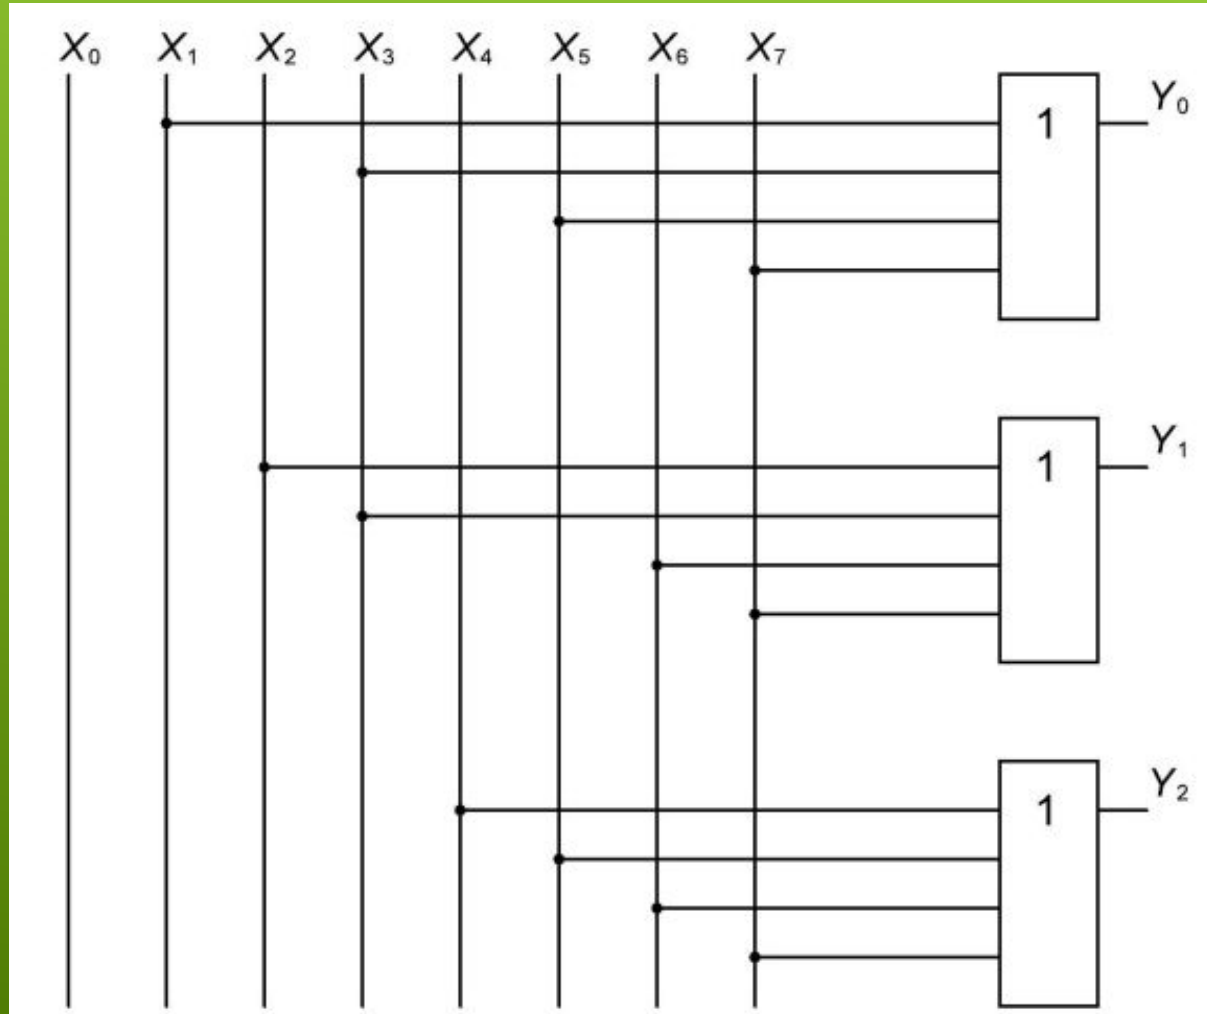 X₀ X₁ X₂ X₃ X₄ X₅ X₆ X₇
1 Y₀
1 Y₁
1 Y₂